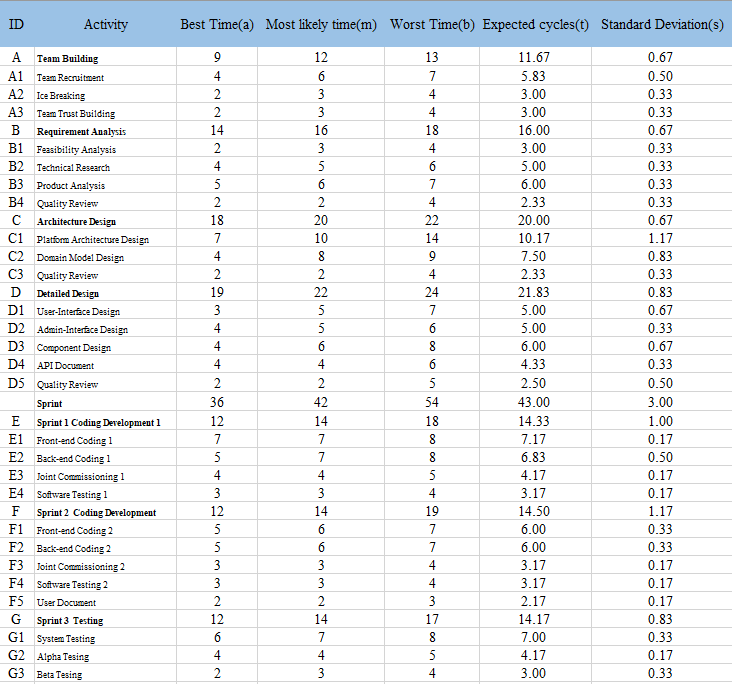 ID Activity Best Time(a) Most likely time(m) Worst Time(b) Expected cycles(t) Standard Deviation(s)
A Team Building 9 12 13 11.67 0.67
A1 Team Recruitment 4 6 7 5.83 0.50
A2 Ice Breaking 2 3 4 3.00 0.33
A3 Team Trust Building 2 3 4 3.00 0.33
B Requirement Analysis 14 16 18 16.00 0.67
B1 Feasibility Analysis 2 3 4 3.00 0.33
B2 Technical Research 4 5 6 5.00 0.33
B3 Product Analysis 5 6 7 6.00 0.33
B4 Quality Review 2 2 4 2.33 0.33
C Architecture Design 18 20 22 20.00 0.67
C1 Platform Architecture Design 7 10 14 10.17 1.17
C2 Domain Model Design 4 8 9 7.50 0.83
C3 Quality Review 2 2 4 2.33 0.33
D Detailed Design 19 22 24 21.83 0.83
D1 User-Interface Design 3 5 7 5.00 0.67
D2 Admin-Interface Design 4 5 6 5.00 0.33
D3 Component Design 4 6 8 6.00 0.67
D4 API Document 4 4 6 4.33 0.33
D5 Quality Review 2 2 5 2.50 0.50
Sprint 36 42 54 43.00 3.00
E Sprint 1 Coding Development 1 12 14 18 14.33 1.00
E1 Front-end Coding 1 7 7 8 7.17 0.17
E2 Back-end Coding 1 5 7 8 6.83 0.50
E3 Joint Commissioning 1 4 4 5 4.17 0.17
E4 Software Testing 1 3 3 4 3.17 0.17
F Sprint 2 Coding Development 12 14 19 14.50 1.17
F1 Front-end Coding 2 5 6 7 6.00 0.33
F2 Back-end Coding 2 5 6 7 6.00 0.33
F3 Joint Commissioning 2 3 3 4 3.17 0.17
F4 Software Testing 2 3 3 4 3.17 0.17
F5 User Document 2 2 3 2.17 0.17
G Sprint 3 Testing 12 14 17 14.17 0.83
G1 System Testing 6 7 8 7.00 0.33
G2 Alpha Tesing 4 4 5 4.17 0.17
G3 Beta Tesing 2 3 4 3.00 0.33